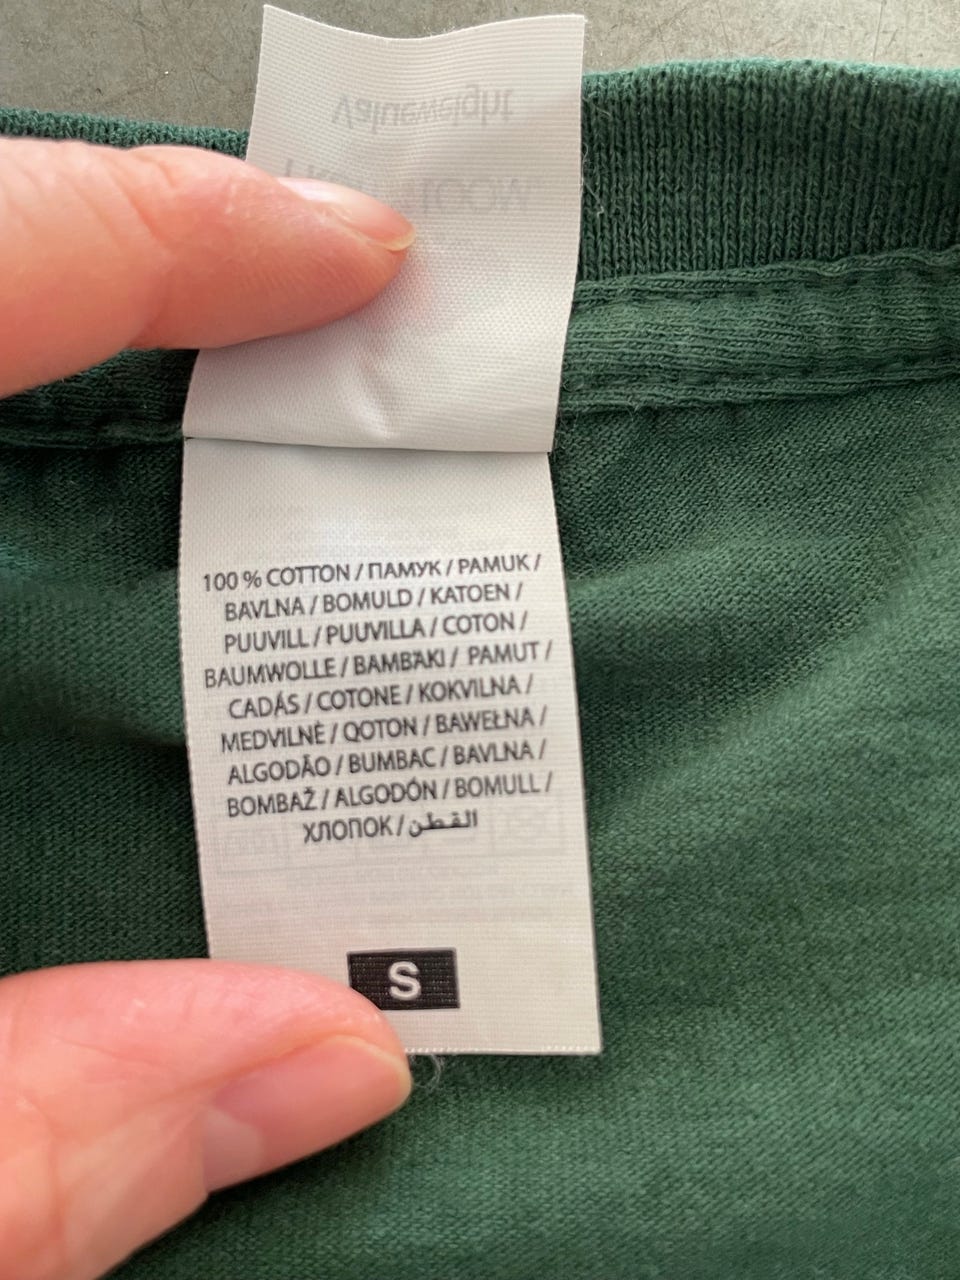 Valueweight
100 % COTTON / ПАМУК / PAMUK /
BAVLNA / BOMULD / KATOEN /
PUUVILL / PUUVILLA / COTON /
BAUMWOLLE / BAMBAKI / PAMUT /
CADÁS / COTONE / KOKVILNA /
MEDVILNĖ / QOTON / BAWEŁNA /
ALGODÃO / BUMBAC / BAVLNA /
BOMBAŽ / ALGODÓN / BOMULL /
ХЛОПОК / القطن
S